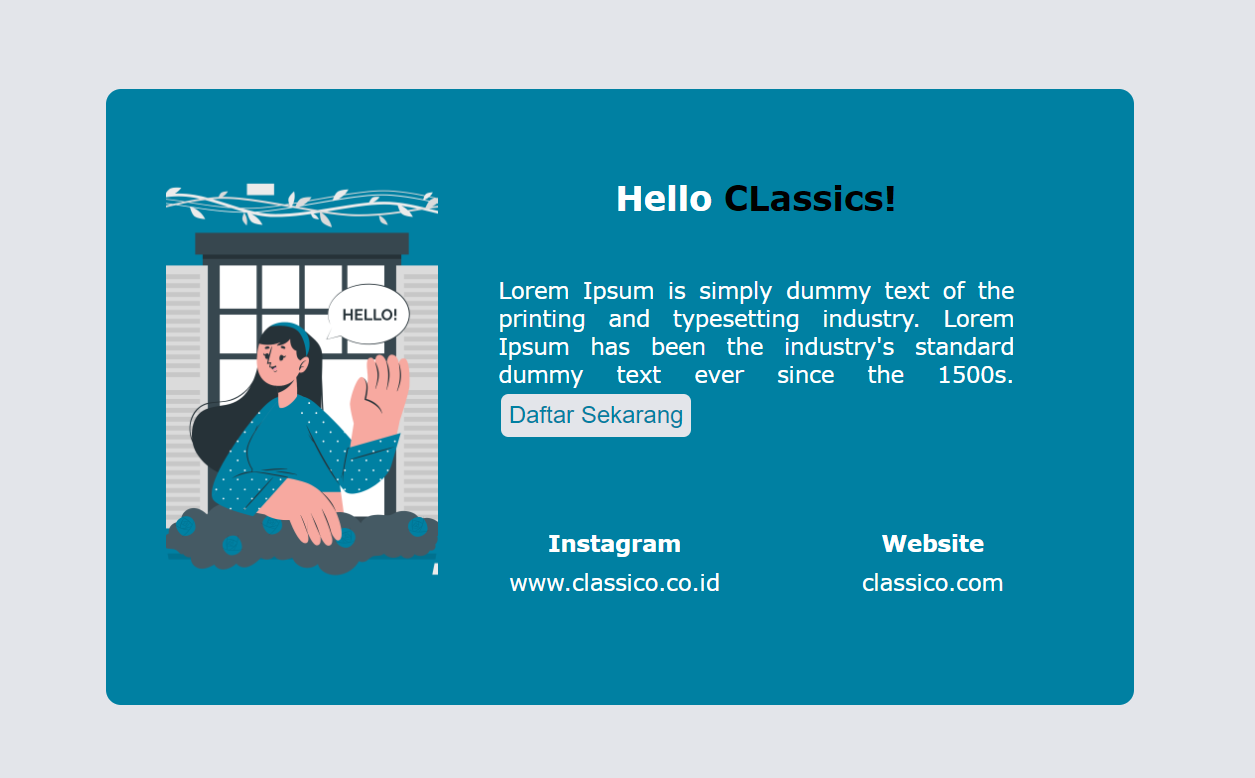 Hello CLassics!
HELLO!
Lorem Ipsum is simply dummy text of the
printing and typesetting industry. Lorem
Ipsum has been the industry's standard
dummy text ever since the 1500s.
Daftar Sekarang
Instagram
Website
www.classico.co.id
classico.com